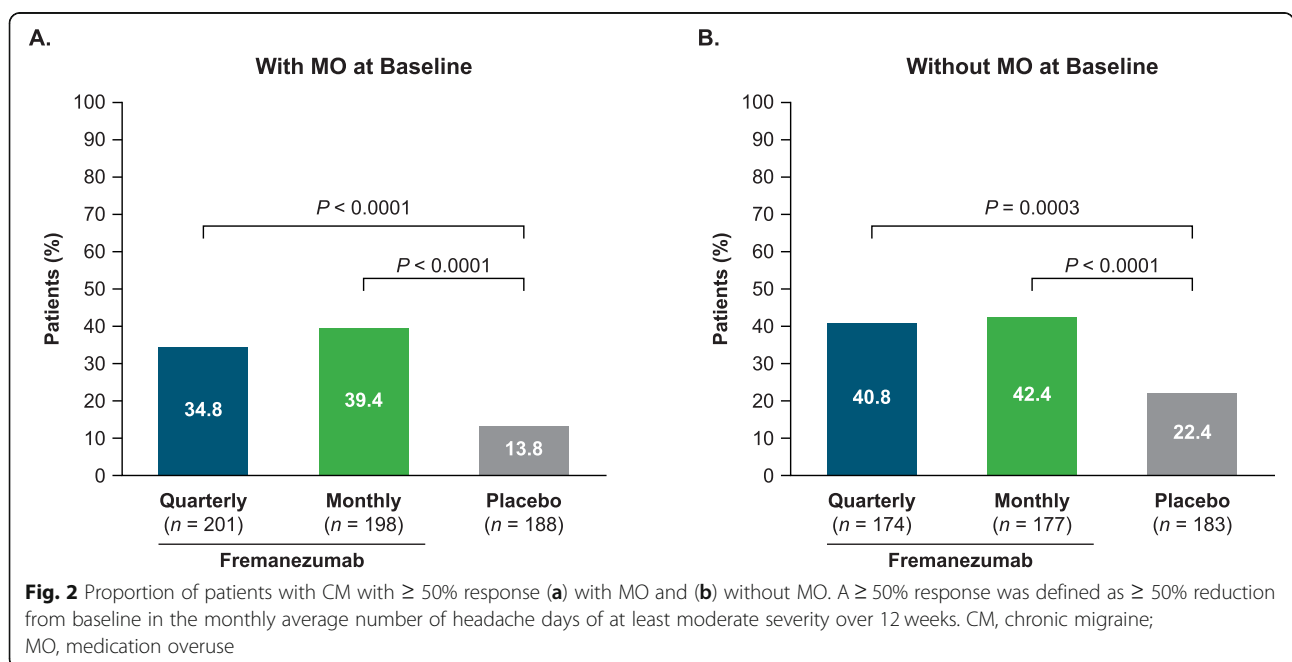 A.
With MO at Baseline
Patients (%)
100
90
80
70
60
50
40
30
20
10
0
P < 0.0001
P < 0.0001
34.8
39.4
13.8
Quarterly Monthly Placebo
(n = 201) (n = 198) (n = 188)
Fremanezumab
B.
Without MO at Baseline
Patients (%)
100
90
80
70
60
50
40
30
20
10
0
P = 0.0003
P < 0.0001
40.8
42.4
22.4
Quarterly Monthly Placebo
(n = 174) (n = 177) (n = 183)
Fremanezumab
Fig. 2 Proportion of patients with CM with ≥ 50% response (a) with MO and (b) without MO. A ≥ 50% response was defined as ≥ 50% reduction
from baseline in the monthly average number of headache days of at least moderate severity over 12 weeks. CM, chronic migraine;
MO, medication overuse